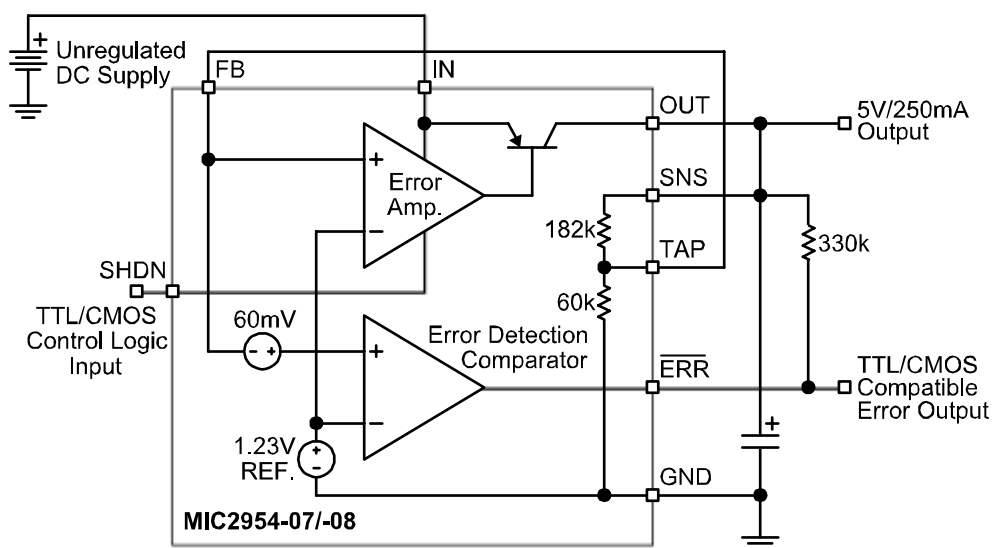 Unregulated
DC Supply
FB
IN
OUT
5V/250mA
Output
Error
Amp.
SNS
182k
330k
TAP
SHDN
60k
TTL/CMOS
Control Logic
Input
60mV
Error Detection
Comparator
ERR
TTL/CMOS
Compatible
Error Output
1.23V
REF.
GND
MIC2954-07/-08